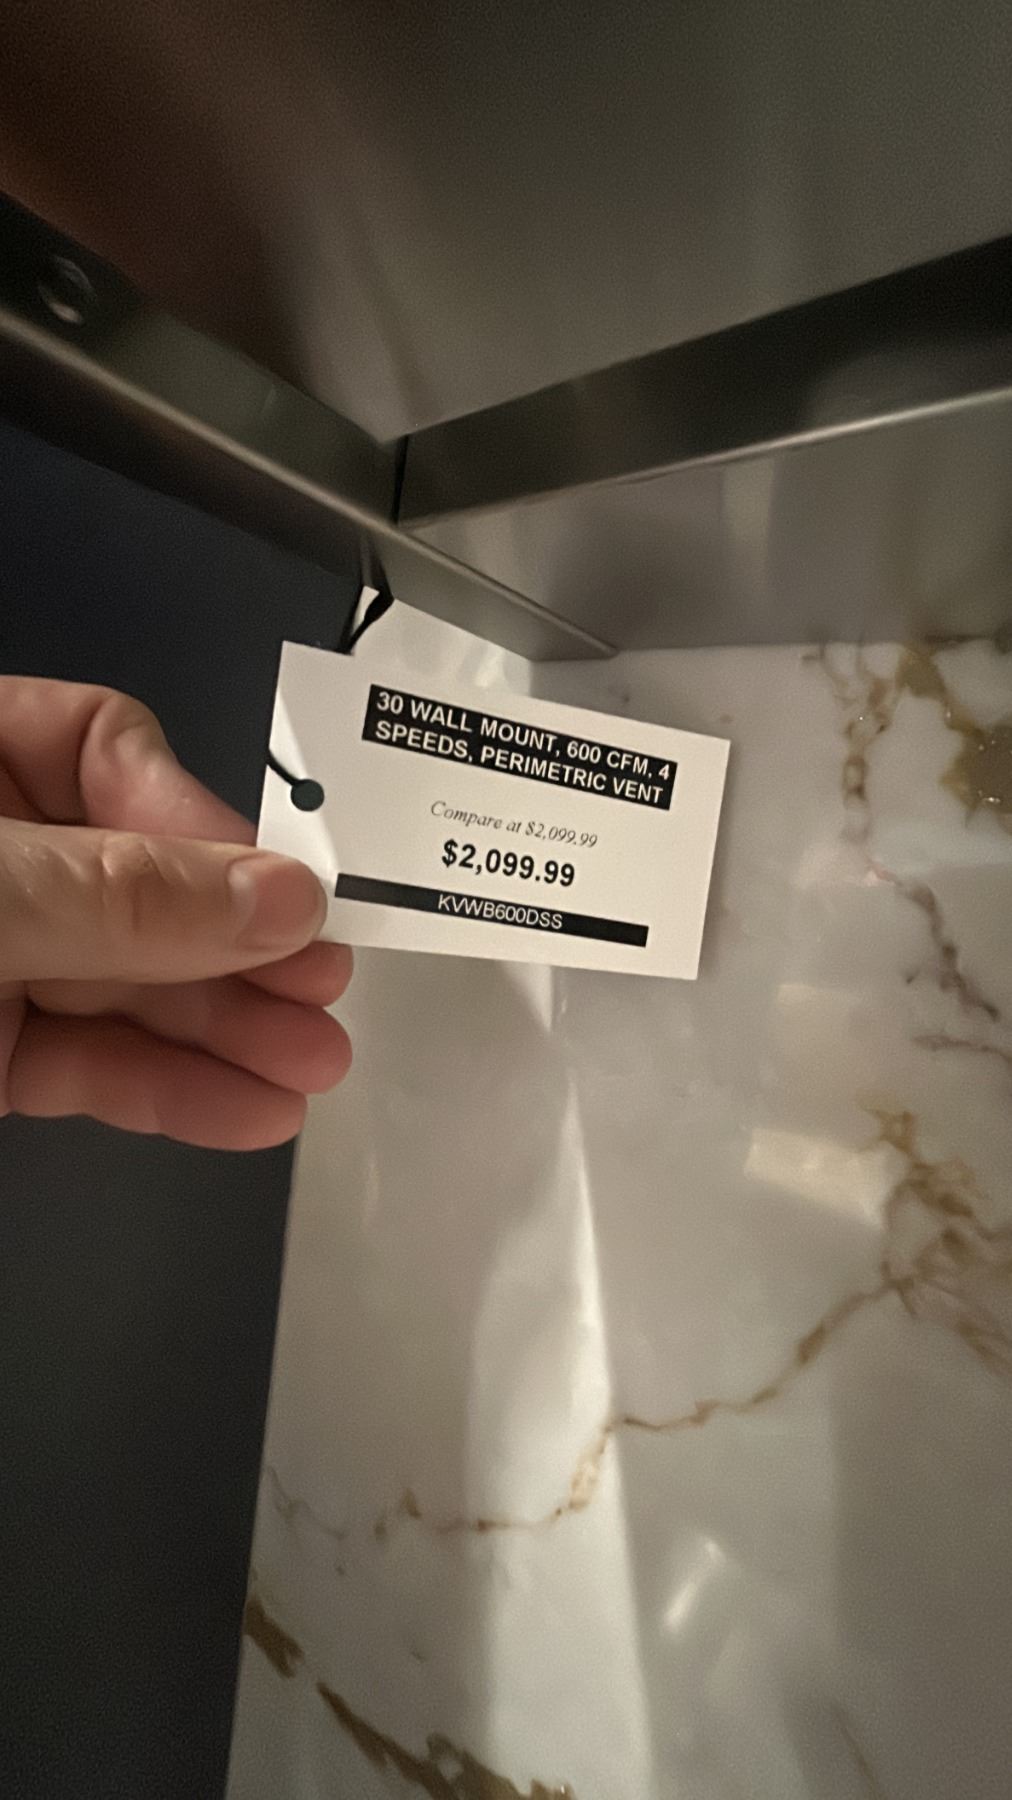 30 WALL MOUNT, 600 CFM, 4
SPEEDS, PERIMETRIC VENT
Compare at $2,099.99
$2,099.99
KVWB600DSS